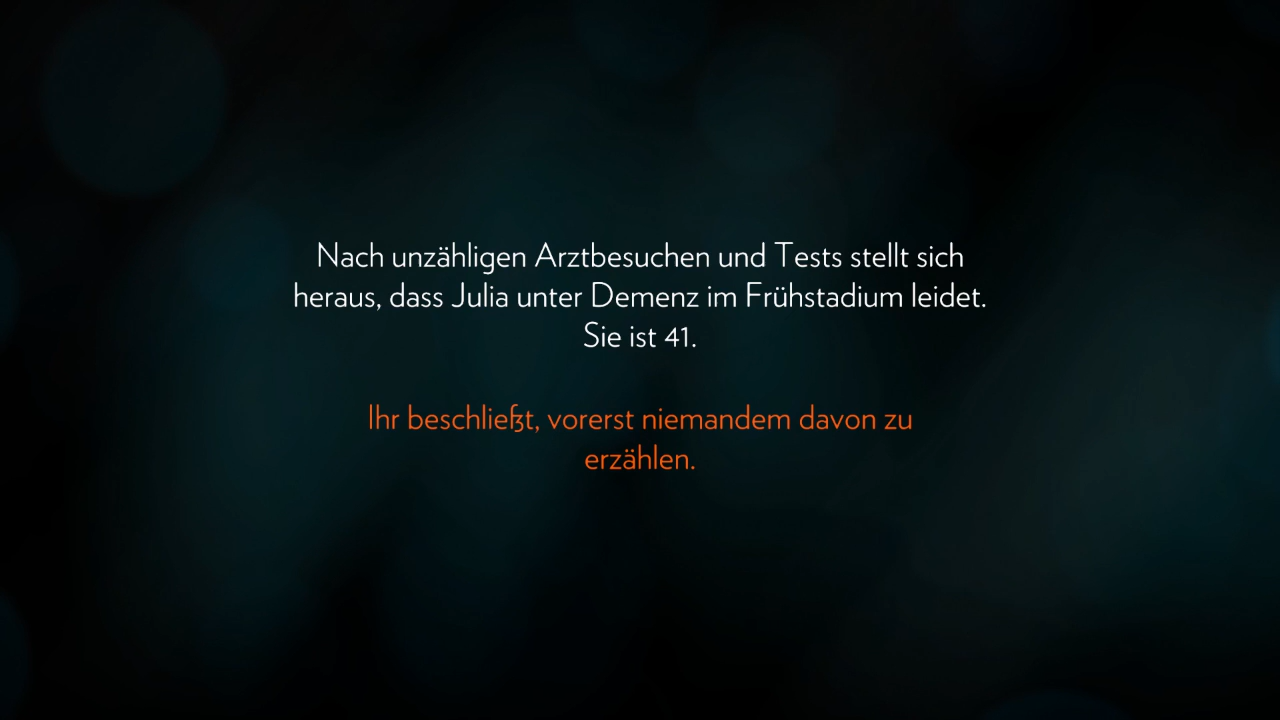 Nach unzähligen Arztbesuchen und Tests stellt sich
heraus, dass Julia unter Demenz im Frühstadium leidet.
Sie ist 41.
Ihr beschließt, vorerst niemandem davon zu
erzählen.